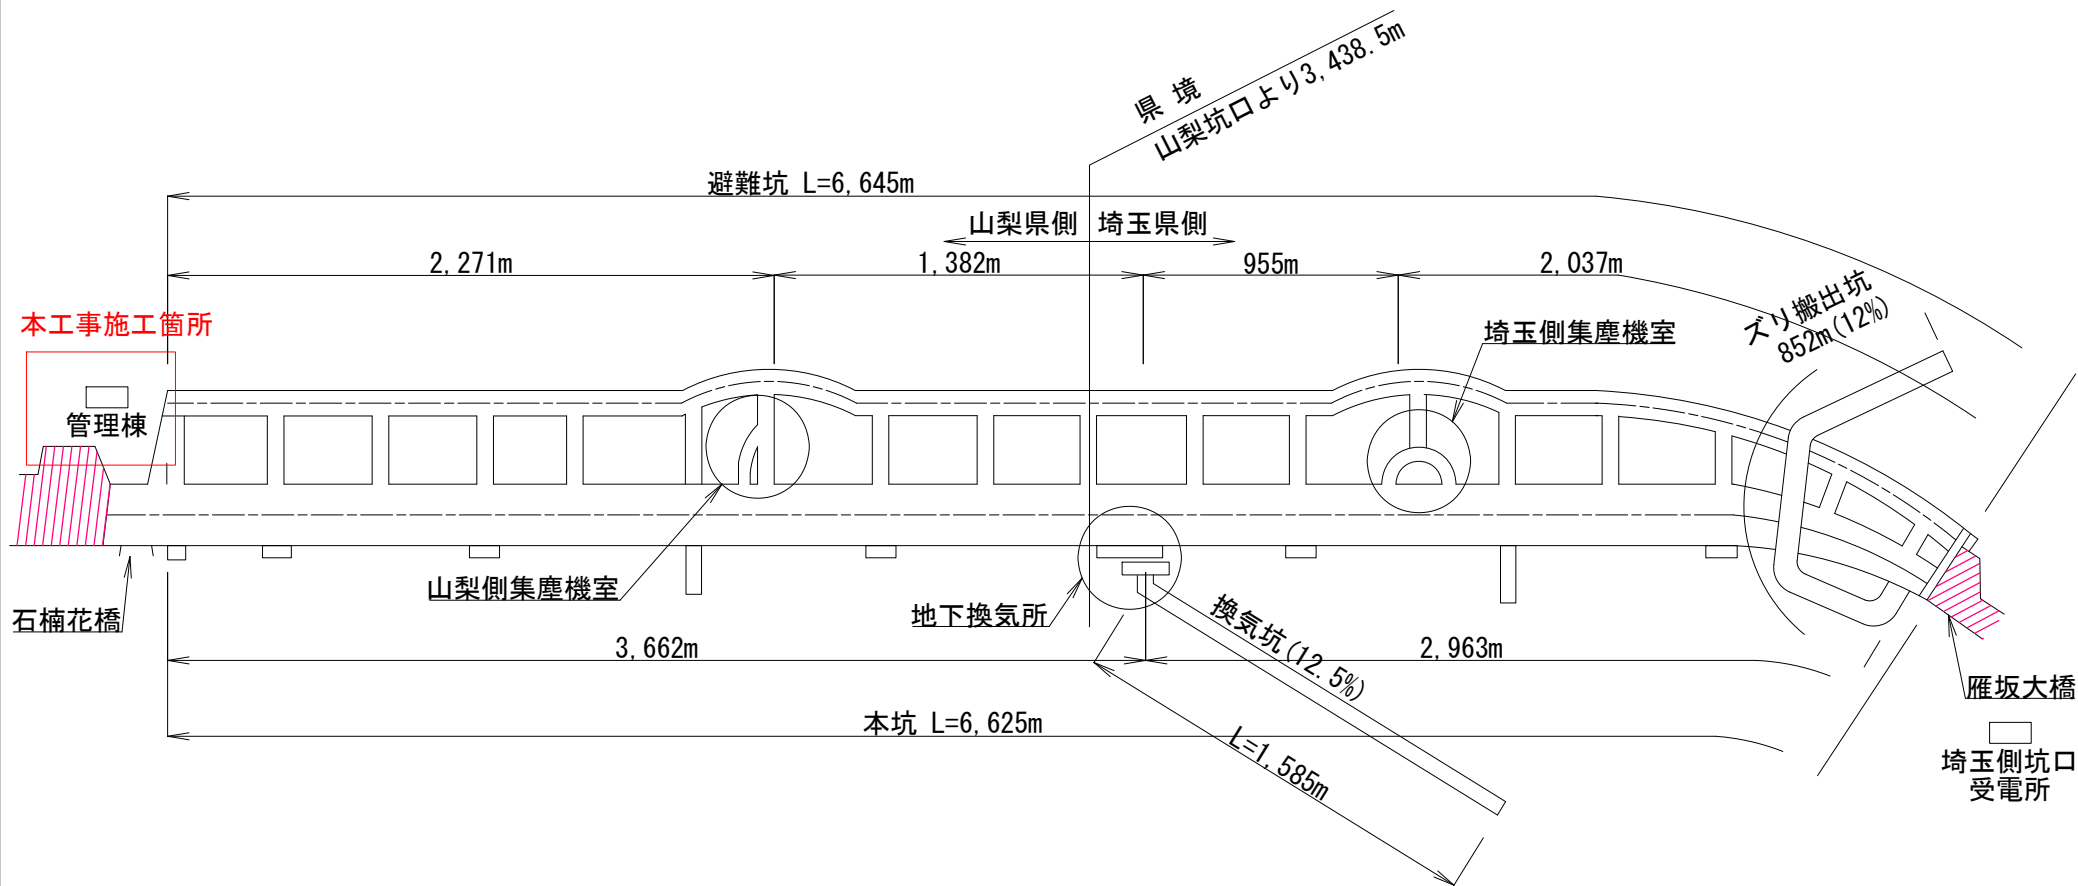 県 境
山梨坑口より3,438.5m
避難坑 L=6,645m
山梨県側
埼玉県側
2,271m
1,382m
955m
2,037m
本工事施工箇所
埼玉側集塵機室
ズリ搬出坑
852m(12%)
管理棟
山梨側集塵機室
石楠花橋
地下換気所
換気坑(12.5%)
3,662m
2,963m
雁坂大橋
本坑 L=6,625m
L=1,585m
埼玉側坑口
受電所